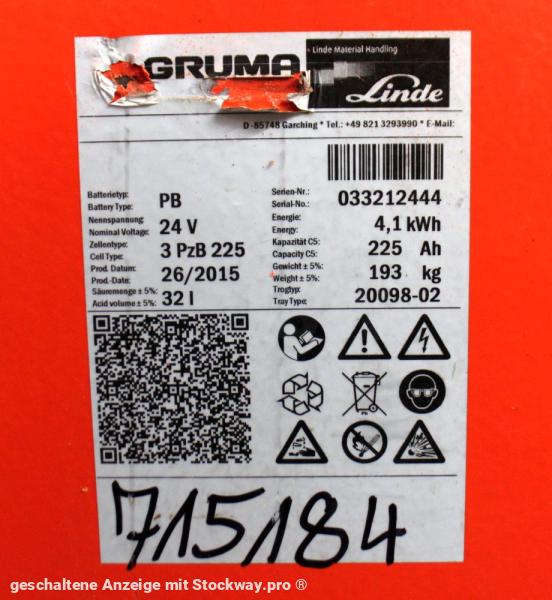 GRUMA
Linde Material Handling
Linde
D-85748 Garching * Tel.: +49 821 3293990 * E-Mail:
Batterietyp:
Battery Type: PB
Nennspannung:
Nominal Voltage: 24 V
Zellentype:
Cell Type: 3 PzB 225
Prod. Datum:
Prod.-Date: 26/2015
Säuremenge ± 5%:
Acid volume ± 5%: 32 l
Serien-Nr.:
Serial-No.: 033212444
Energie:
Energy: 4,1 kWh
Kapazität C5:
Capacity C5: 225 Ah
Gewicht ± 5%:
Weight ± 5%: 193 kg
Trogtyp:
Tray Type: 20098-02
715184
geschaltene Anzeige mit Stockway.pro ®